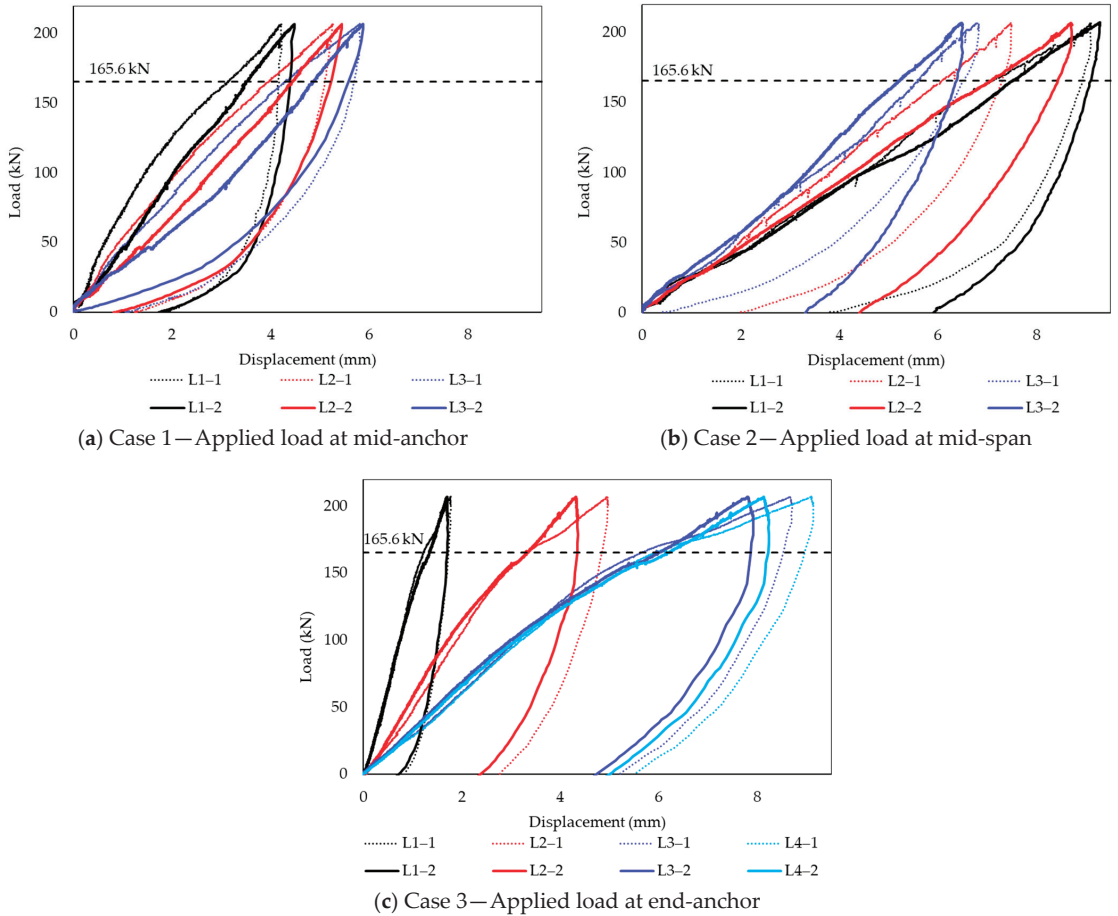 200
150
100
50
0
Load (kN)
165.6 kN
0 2 4 6 8
Displacement (mm)
L1–1 L2–1 L3–1
L1–2 L2–2 L3–2
(a) Case 1—Applied load at mid-anchor
200
150
100
50
0
Load (kN)
165.6 kN
0 2 4 6 8
Displacement (mm)
L1–1 L2–1 L3–1
L1–2 L2–2 L3–2
(b) Case 2—Applied load at mid-span
200
150
100
50
0
Load (kN)
165.6 kN
0 2 4 6 8
Displacement (mm)
L1–1 L2–1 L3–1 L4–1
L1–2 L2–2 L3–2 L4–2
(c) Case 3—Applied load at end-anchor